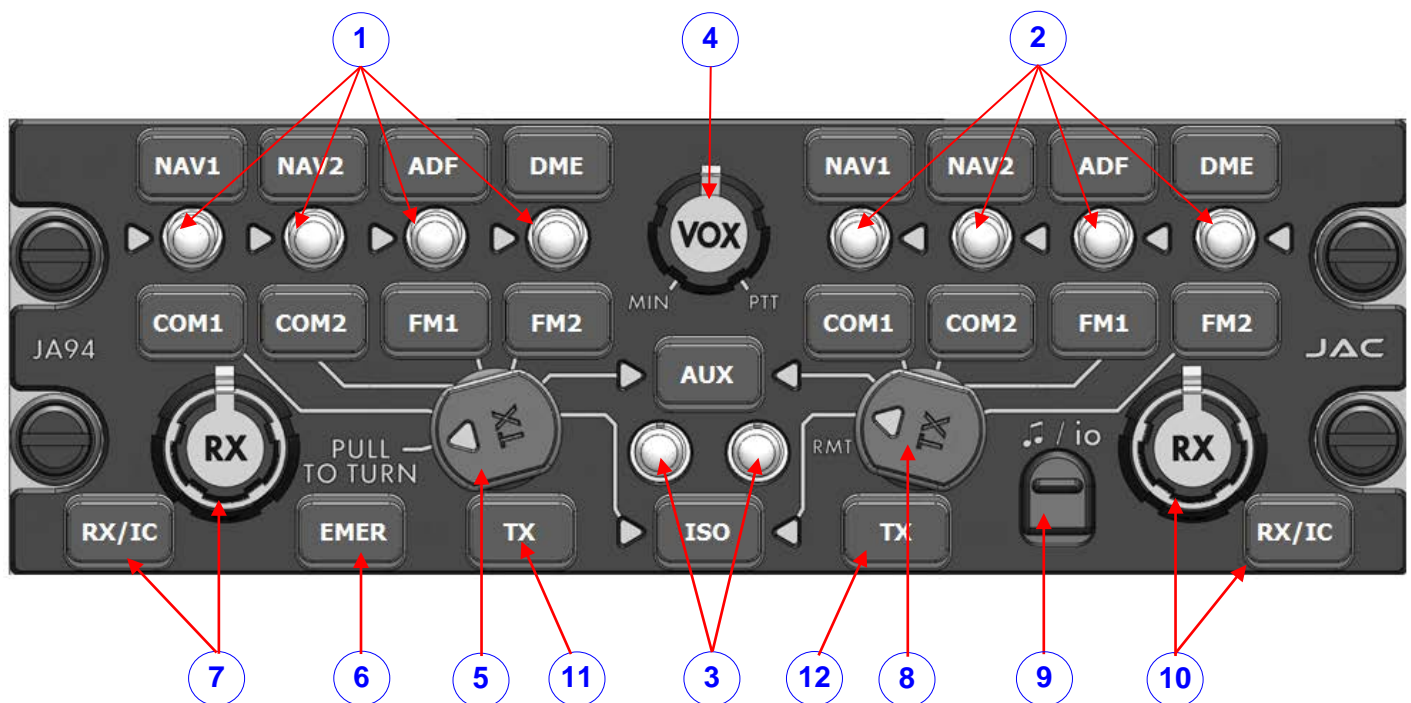 1 4 2
NAV1 NAV2 ADF DME NAV1 NAV2 ADF DME
VOX
MIN PTT
COM1 COM2 FM1 FM2 COM1 COM2 FM1 FM2
JA94 JAC
AUX
TX TX
RX PULL TO TURN RMT ♫ / io RX
RX/IC EMER TX ISO TX RX/IC
7 6 5 11 3 12 8 9 10